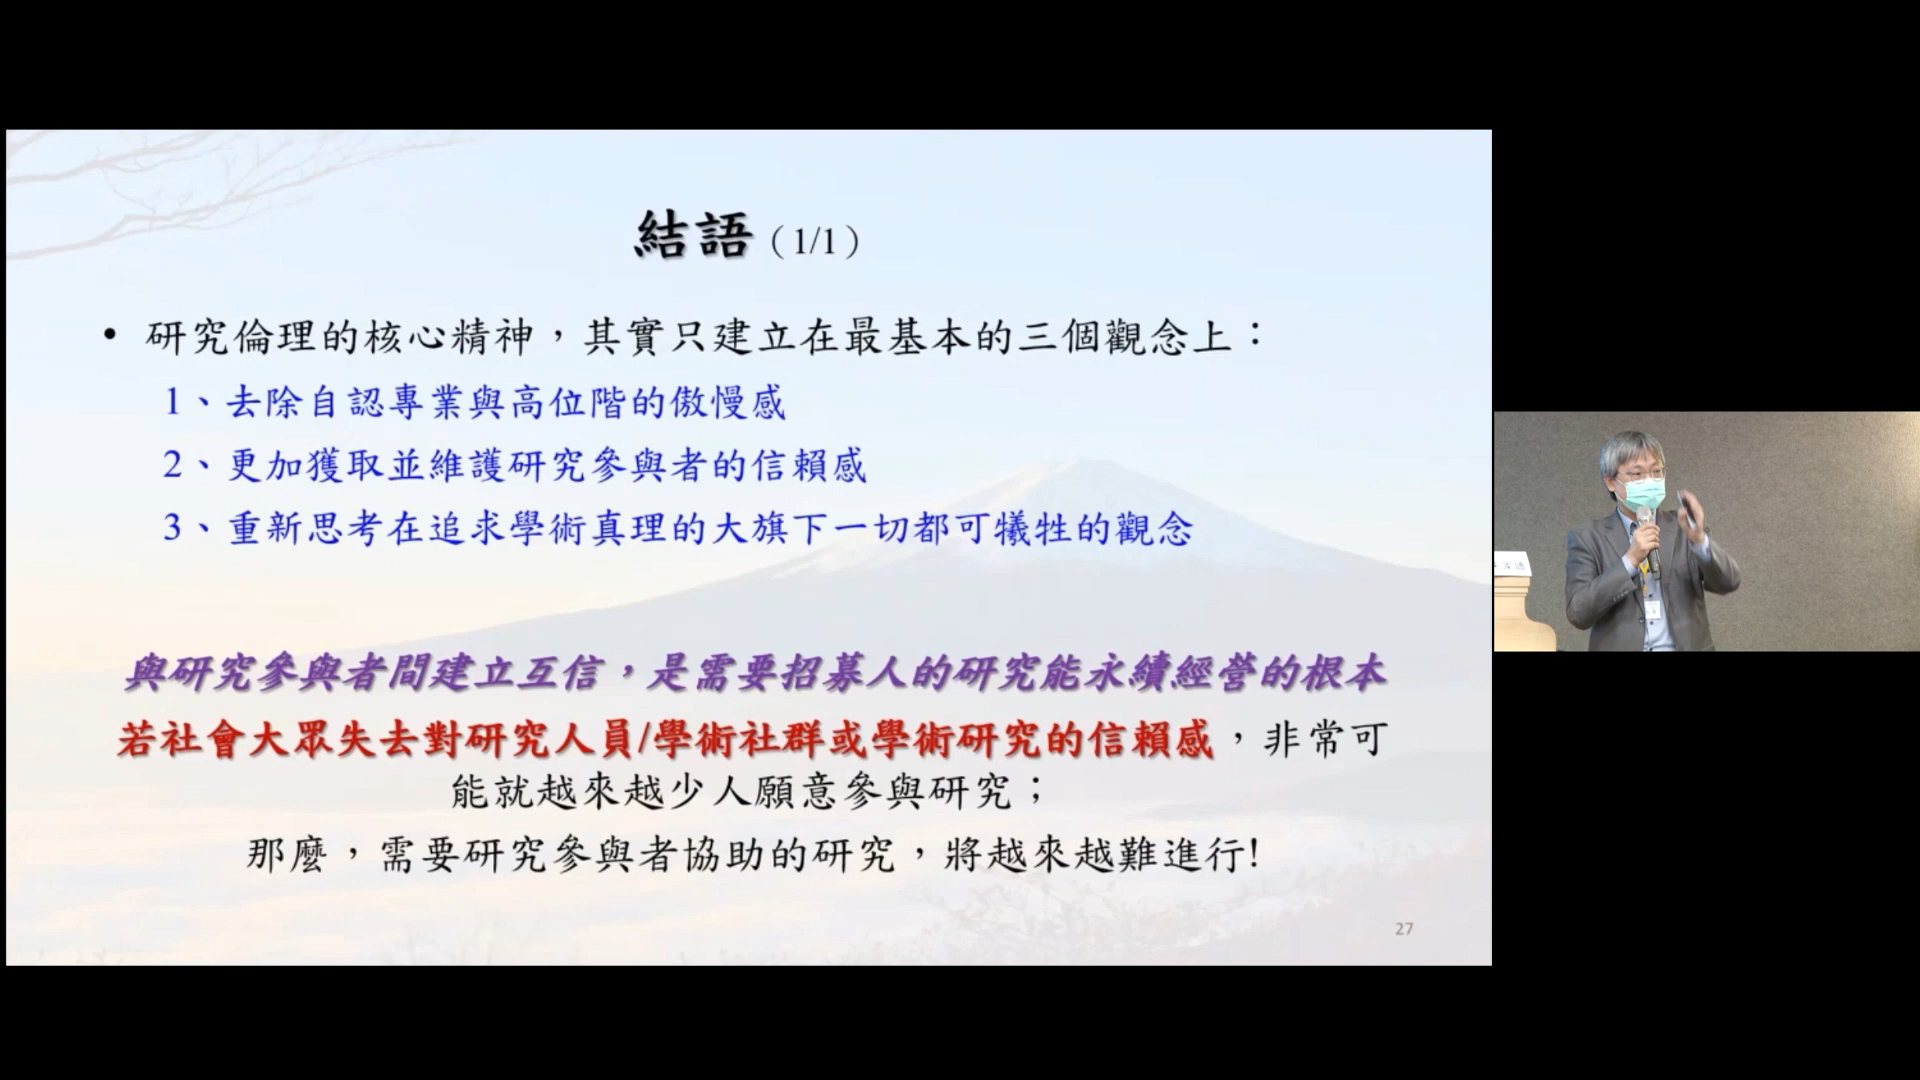 結語（1/1）
• 研究倫理的核心精神，其實只建立在最基本的三個觀念上：
1、去除自認專業與高位階的傲慢感
2、更加獲取並維護研究參與者的信賴感
3、重新思考在追求學術真理的大旗下一切都可犧牲的觀念
與研究參與者間建立互信，是需要招募人的研究能永續經營的根本
若社會大眾失去對研究人員/學術社群或學術研究的信賴感，非常可
能就越來越少人願意參與研究；
那麼，需要研究參與者協助的研究，將越來越難進行!
27